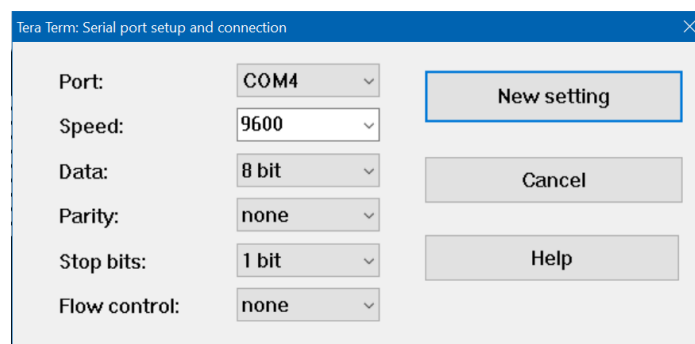 Tera Term: Serial port setup and connection
Port: COM4 New setting
Speed: 9600
Data: 8 bit Cancel
Parity: none
Stop bits: 1 bit Help
Flow control: none